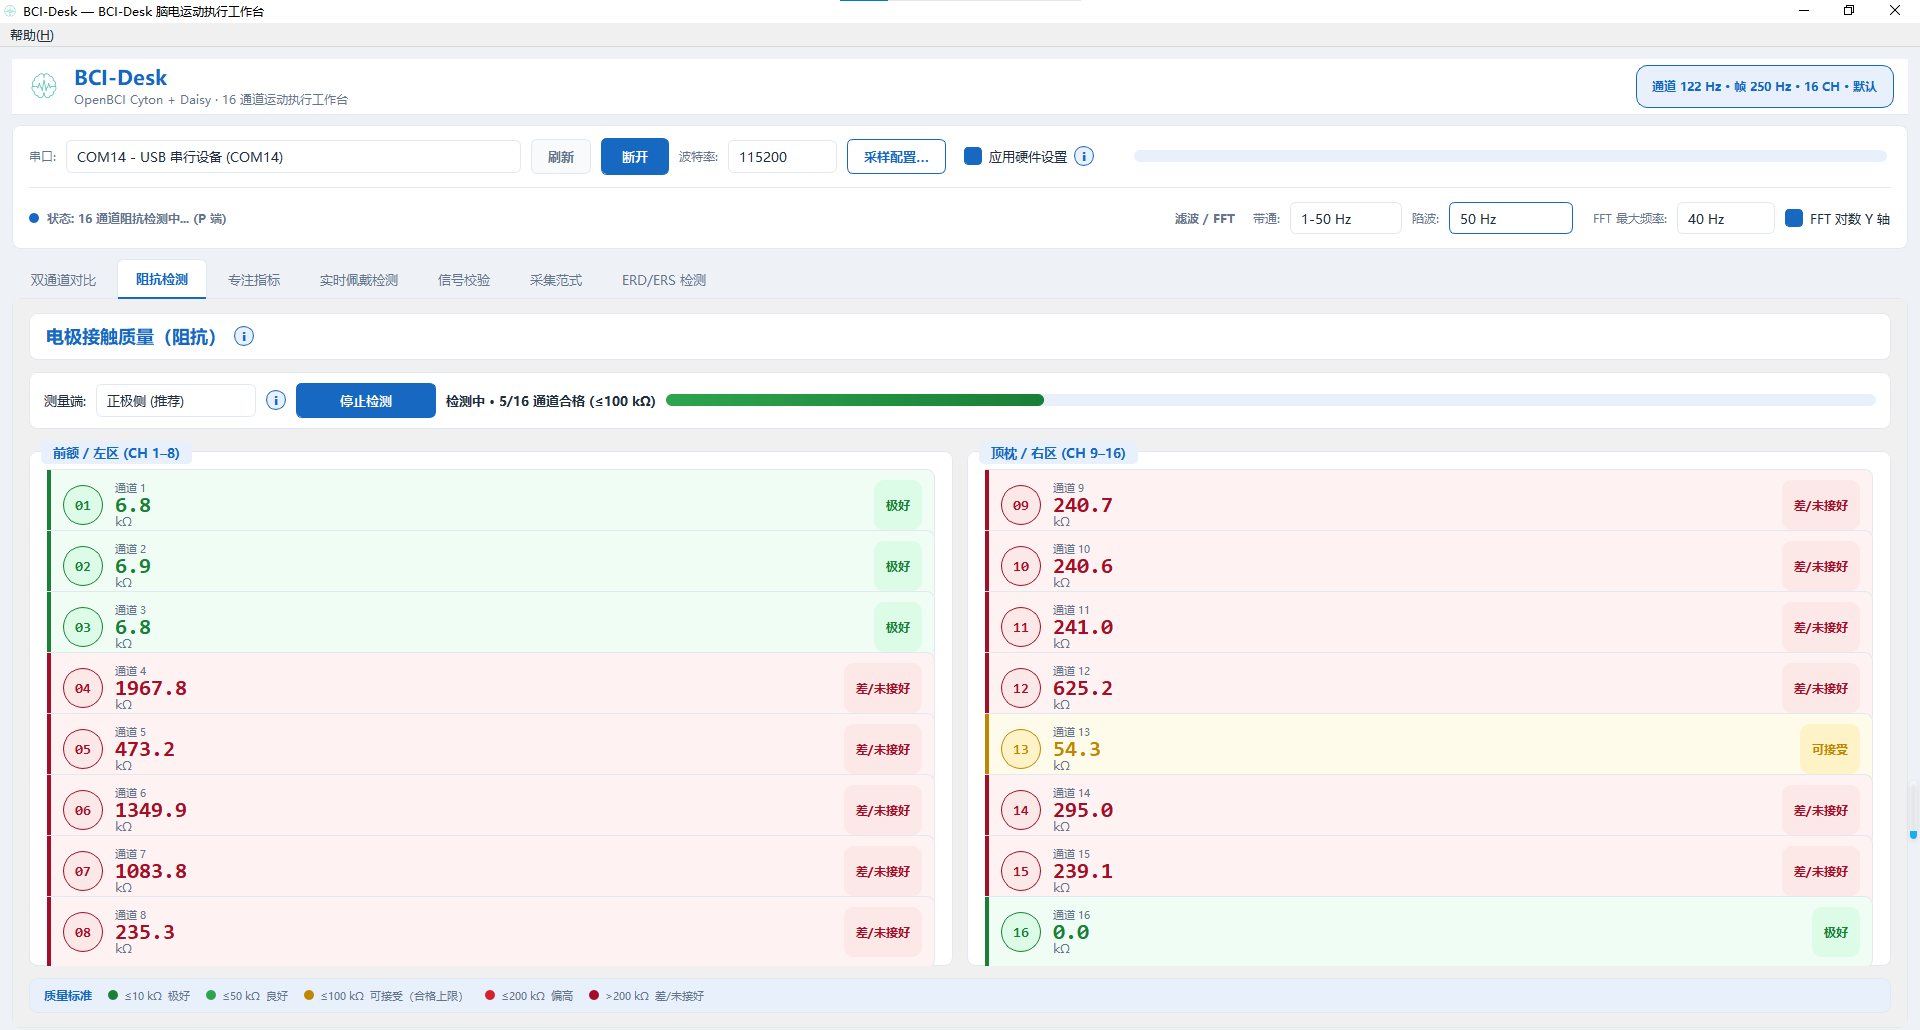 BCI-Desk — BCI-Desk 脑电运动执行工作台
帮助(H)
BCI-Desk
OpenBCI Cyton + Daisy · 16 通道运动执行工作台
通道 122 Hz • 帧 250 Hz • 16 CH • 默认
串口: COM14 - USB 串行设备 (COM14) 刷新 断开 波特率: 115200 采样配置... 应用硬件设置 i
状态: 16 通道阻抗检测中... (P 端) 滤波 / FFT 带通: 1-50 Hz 陷波: 50 Hz FFT 最大频率: 40 Hz FFT 对数 Y 轴
双通道对比 阻抗检测 专注指标 实时佩戴检测 信号校验 采集范式 ERD/ERS 检测
电极接触质量（阻抗） i
测量端: 正极侧 (推荐) i 停止检测 检测中 • 5/16 通道合格 (≤100 kΩ)
前额 / 左区 (CH 1–8)
01 通道 1
6.8 极好
kΩ
02 通道 2
6.9 极好
kΩ
03 通道 3
6.8 极好
kΩ
04 通道 4
1967.8 差/未接好
kΩ
05 通道 5
473.2 差/未接好
kΩ
06 通道 6
1349.9 差/未接好
kΩ
07 通道 7
1083.8 差/未接好
kΩ
08 通道 8
235.3 差/未接好
kΩ
顶枕 / 右区 (CH 9–16)
09 通道 9
240.7 差/未接好
kΩ
10 通道 10
240.6 差/未接好
kΩ
11 通道 11
241.0 差/未接好
kΩ
12 通道 12
625.2 差/未接好
kΩ
13 通道 13
54.3 可接受
kΩ
14 通道 14
295.0 差/未接好
kΩ
15 通道 15
239.1 差/未接好
kΩ
16 通道 16
0.0 极好
kΩ
质量标准 ≤10 kΩ 极好 ≤50 kΩ 良好 ≤100 kΩ 可接受（合格上限） ≤200 kΩ 偏高 >200 kΩ 差/未接好